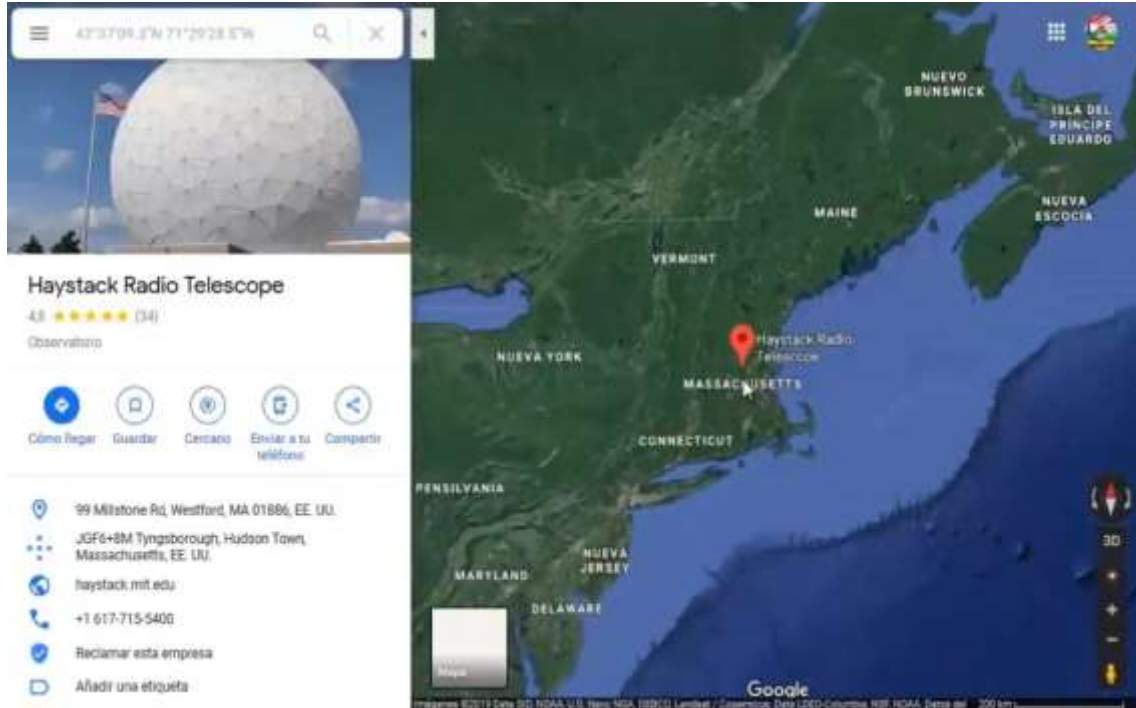 Haystack Radio Telescope
4,8 (34)
Observatorio
Cómo llegar
Guardar
Cercano
Enviar a tu
teléfono
Compartir
99 Millstone Rd, Westford, MA 01886, EE. UU.
JGF6+8M Tyngsborough, Hudson Town,
Massachusetts, EE. UU.
haystack.mit.edu
+1 617-715-5400
Reclamar esta empresa
Añadir una etiqueta
NUEVO
BRUNSWICK
ISLA DEL
PRÍNCIPE
EDUARDO
NUEVA
ESCOCIA
MAINE
VERMONT
Haystack Radio
Telescope
NUEVA YORK
MASSACHUSETTS
CONNECTICUT
PENSILVANIA
NUEVA
JERSEY
MARYLAND
DELAWARE
3D
Mapa
Google
200 km